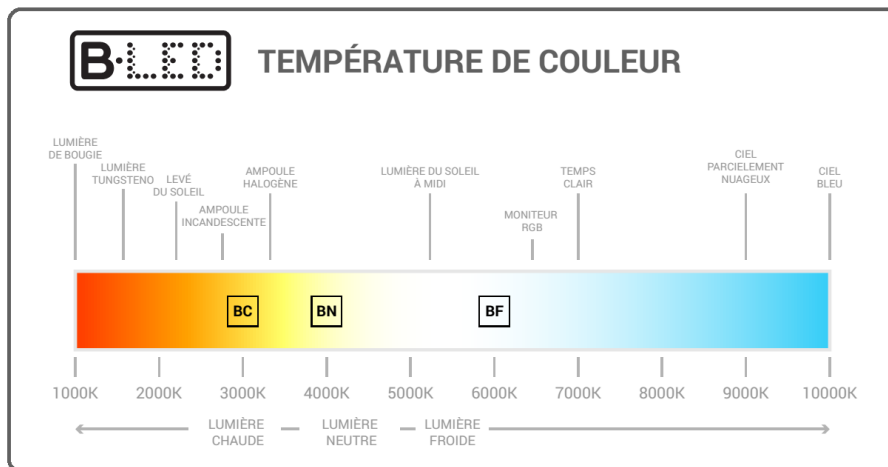 B·LED
TEMPÉRATURE DE COULEUR
LUMIÈRE
DE BOUGIE
LUMIÈRE
TUNGSTENO
LEVÉ
DU SOLEIL
AMPOULE
INCANDESCENTE
AMPOULE
HALOGÈNE
LUMIÈRE DU SOLEIL
À MIDI
MONITEUR
RGB
TEMPS
CLAIR
CIEL
PARCIELEMENT
NUAGEUX
CIEL
BLEU
BC
BN
BF
1000K
2000K
3000K
4000K
5000K
6000K
7000K
8000K
9000K
10000K
LUMIÈRE
CHAUDE
LUMIÈRE
NEUTRE
LUMIÈRE
FROIDE